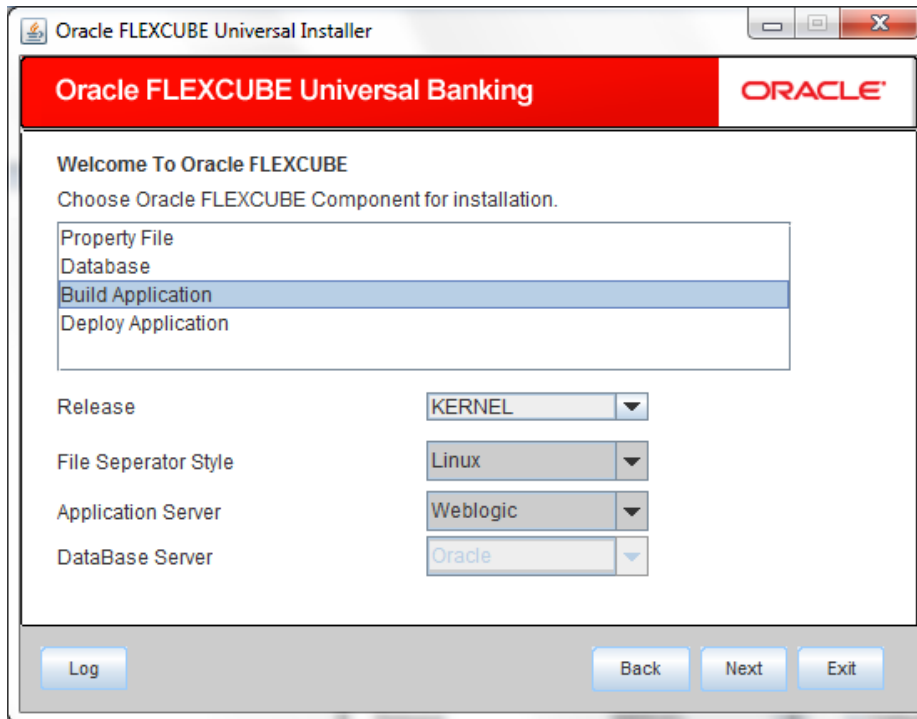 Oracle FLEXCUBE Universal Installer
Oracle FLEXCUBE Universal Banking
ORACLE
Welcome To Oracle FLEXCUBE
Choose Oracle FLEXCUBE Component for installation.
Property File
Database
Build Application
Deploy Application
Release KERNEL
File Seperator Style Linux
Application Server Weblogic
DataBase Server Oracle
Log Back Next Exit